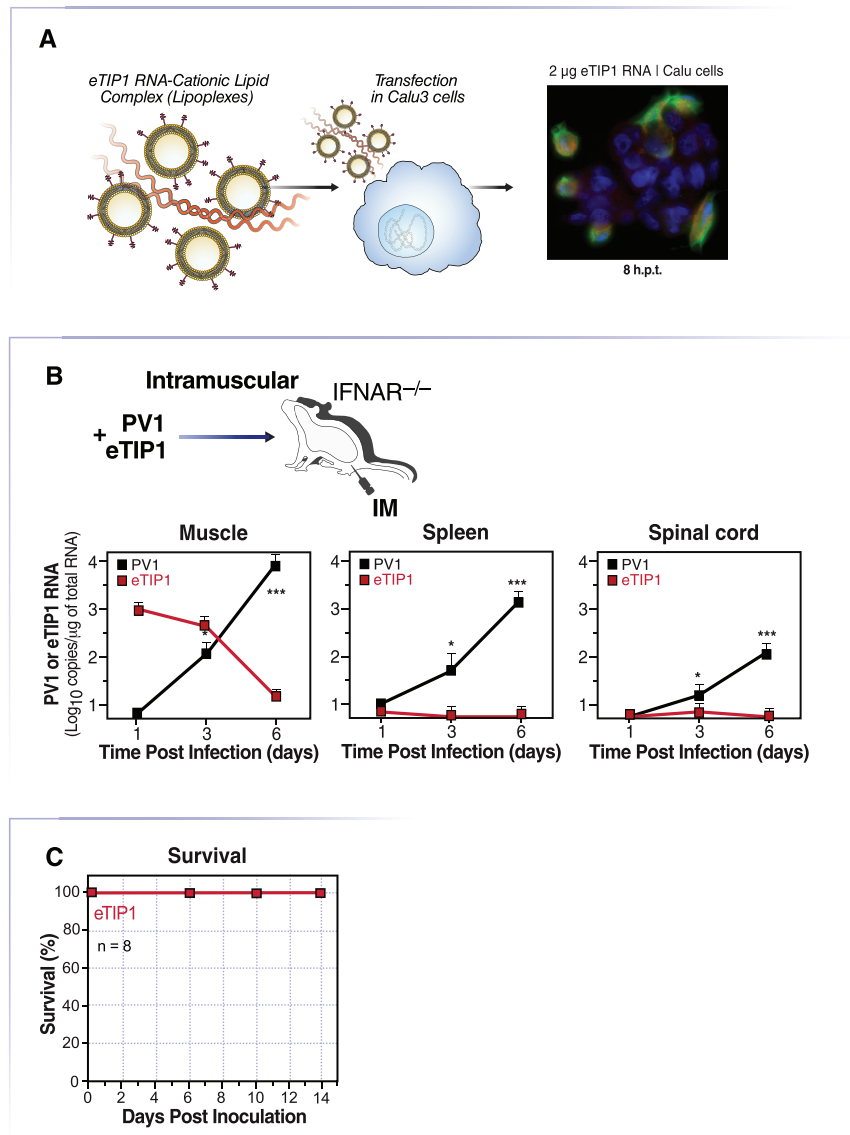 A
eTIP1 RNA-Cationic Lipid
Complex (Lipoplexes)
Transfection
in Calu3 cells
2 µg eTIP1 RNA | Calu cells
8 h.p.t.
B
Intramuscular
IFNAR–/–
+ PV1
eTIP1
IM
PV1 or eTIP1 RNA
(Log10 copies/µg of total RNA)
Muscle
4
3
2
1
PV1
eTIP1
*
***
1 3 6
Time Post Infection (days)
Spleen
4
3
2
1
PV1
eTIP1
*
***
1 3 6
Time Post Infection (days)
Spinal cord
4
3
2
1
PV1
eTIP1
*
***
1 3 6
Time Post Infection (days)
C
Survival
Survival (%)
100
80
60
40
20
0
eTIP1
n = 8
0 2 4 6 8 10 12 14
Days Post Inoculation